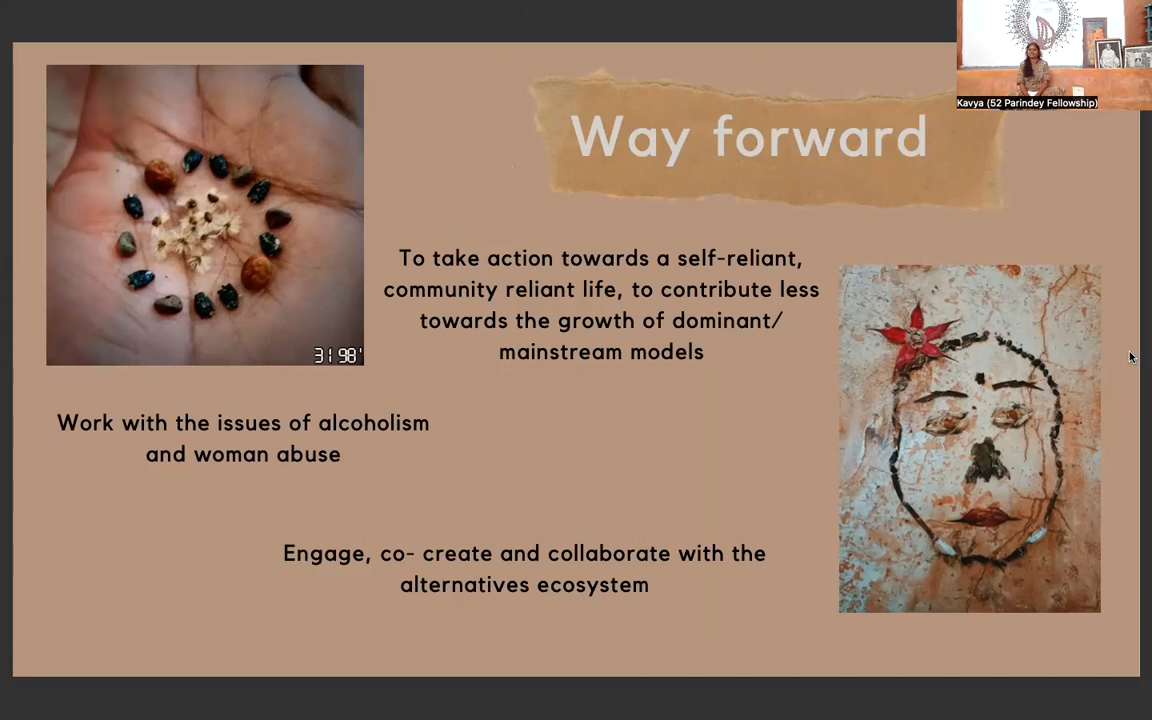 Kavya (52 Parindey Fellowship)
Way forward
31 98'
To take action towards a self-reliant,
community reliant life, to contribute less
towards the growth of dominant/
mainstream models
Work with the issues of alcoholism
and woman abuse
Engage, co- create and collaborate with the
alternatives ecosystem